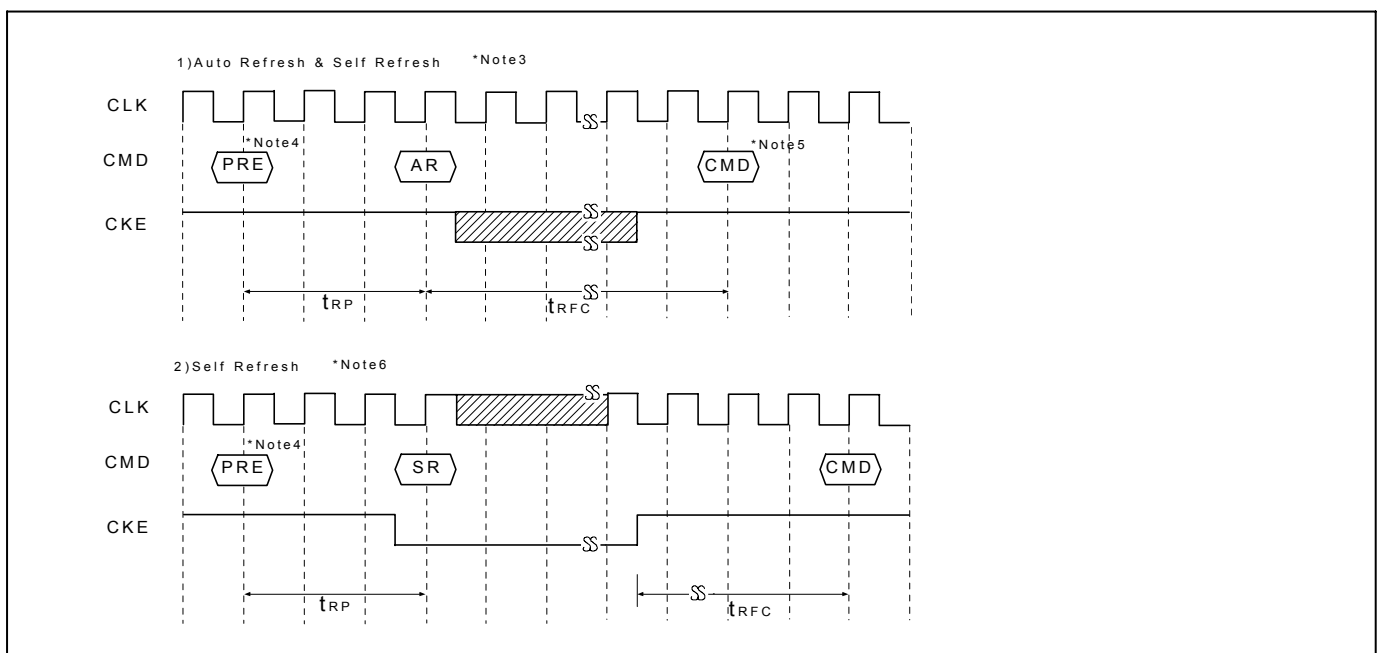 1)Auto Refresh & Self Refresh *Note3
CLK
*Note4 *Note5
CMD PRE AR CMD
CKE
tRP tRFC
2)Self Refresh *Note6
CLK
*Note4
CMD PRE SR CMD
CKE
tRP tRFC